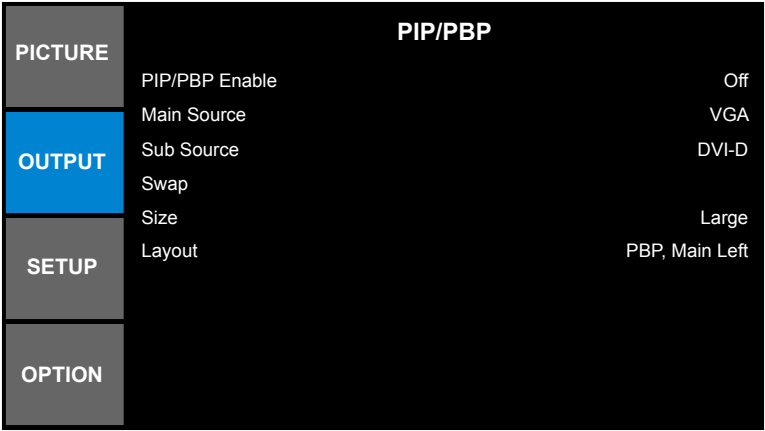 PICTURE
OUTPUT
SETUP
OPTION
PIP/PBP
PIP/PBP Enable Off
Main Source VGA
Sub Source DVI-D
Swap
Size Large
Layout PBP, Main Left